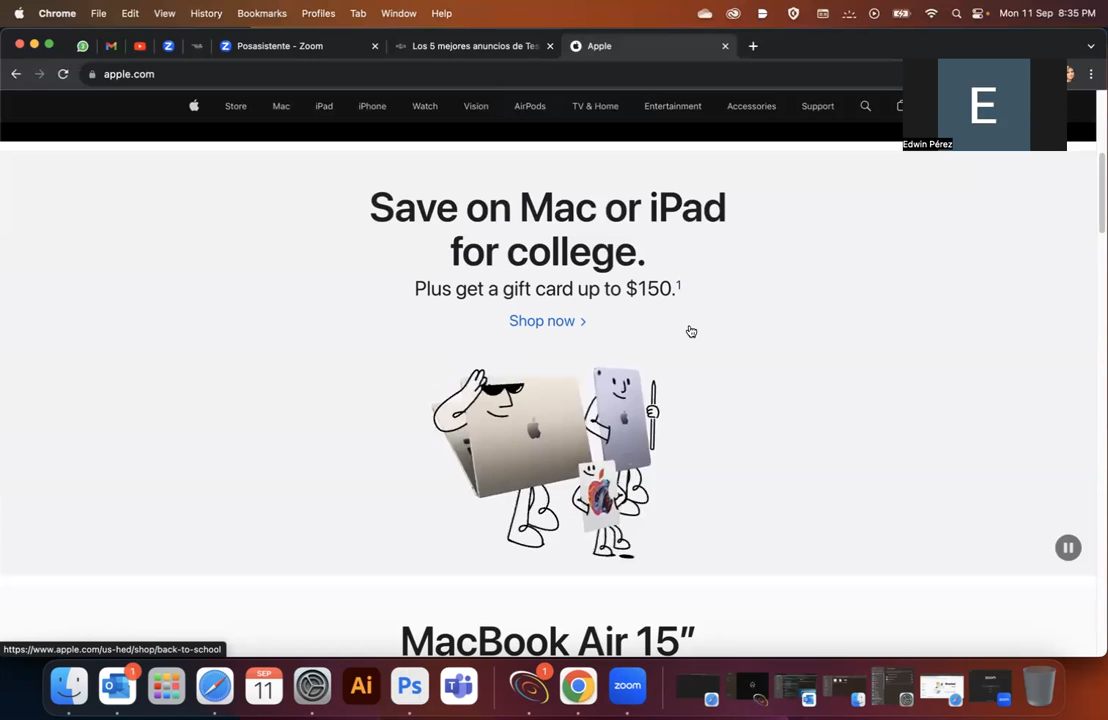 Chrome File Edit View History Bookmarks Profiles Tab Window Help Mon 11 Sep 8:35 PM
Posasistente - Zoom Los 5 mejores anuncios de Tes Apple
apple.com
Store Mac iPad iPhone Watch Vision AirPods TV & Home Entertainment Accessories Support
E
Edwin Pérez
Save on Mac or iPad
for college.
Plus get a gift card up to $150.¹
Shop now >
MacBook Air 15”
https://www.apple.com/us-hed/shop/back-to-school
1 SEP 11 Ai Ps 1 zoom